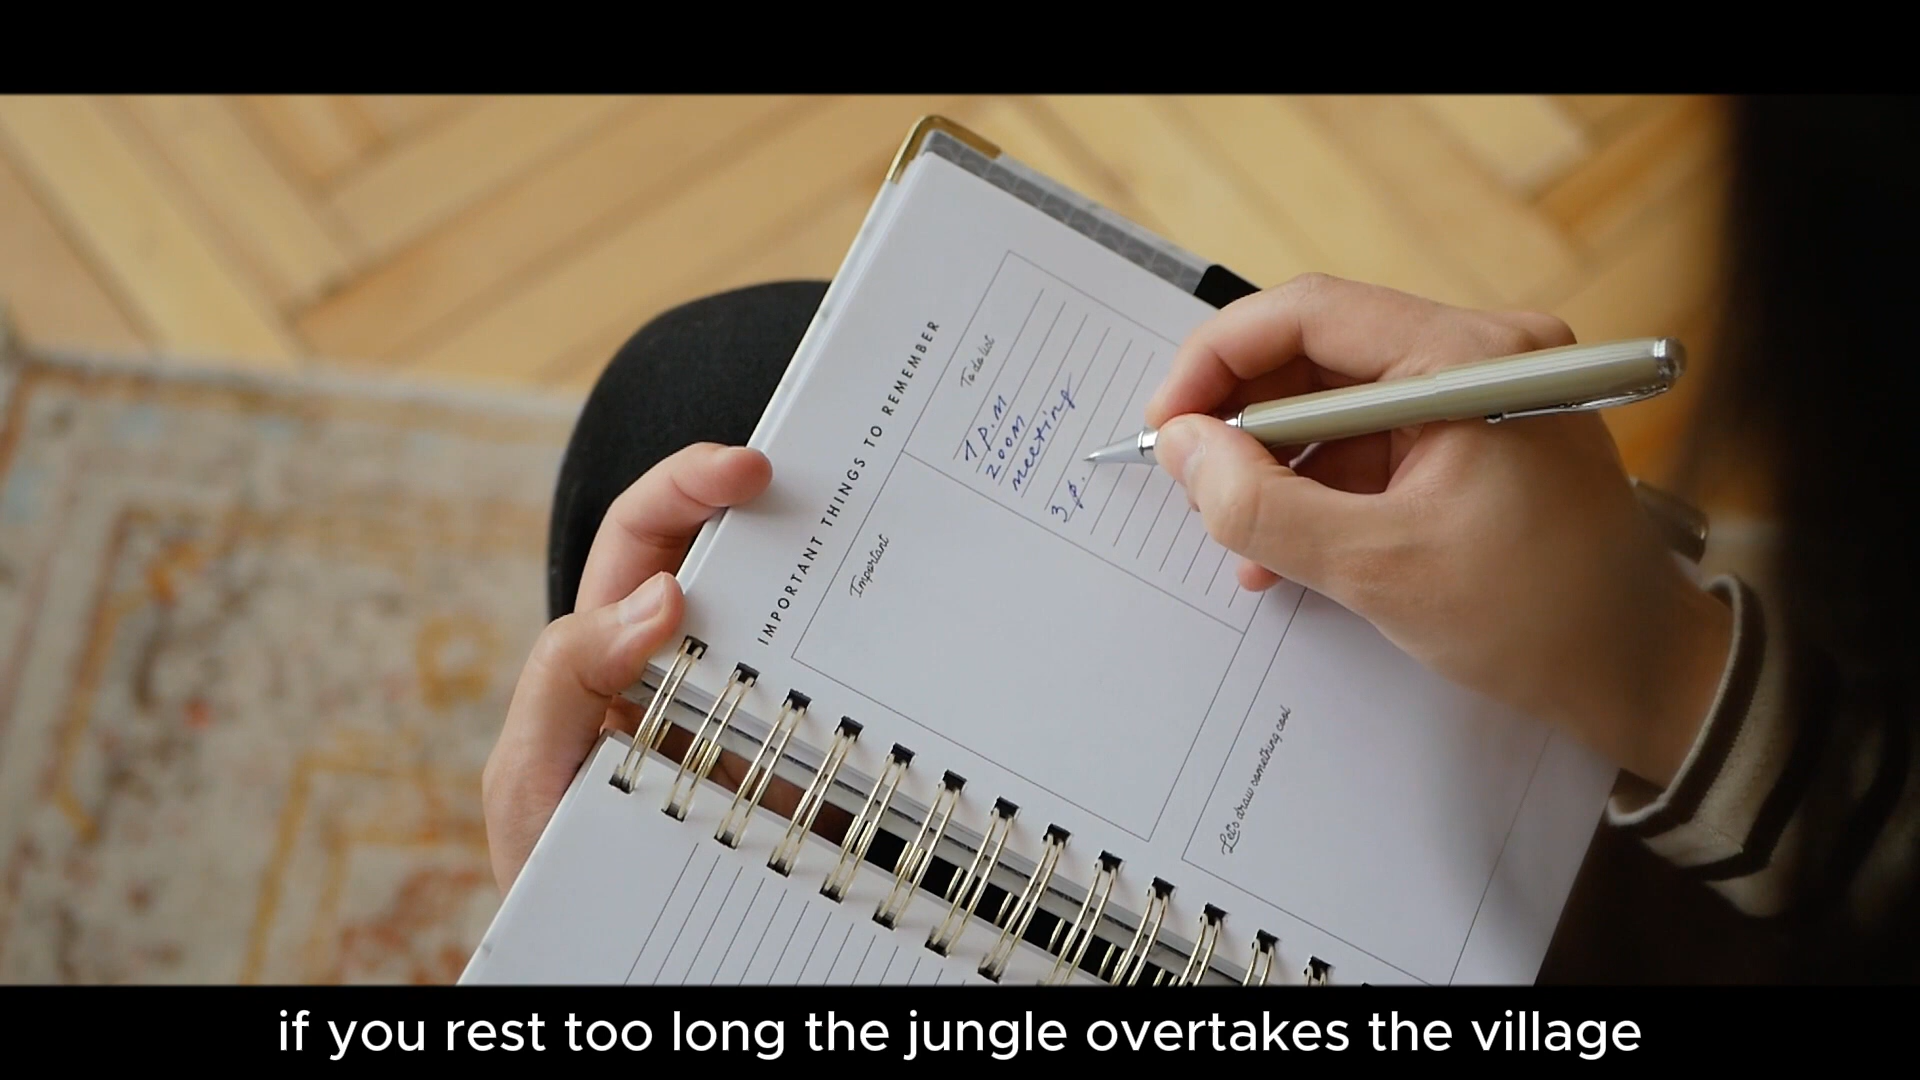 IMPORTANT THINGS TO REMEMBER
To do list
1 p.m
zoom
meeting
3 p.
Important
Let's draw something cool
if you rest too long the jungle overtakes the village